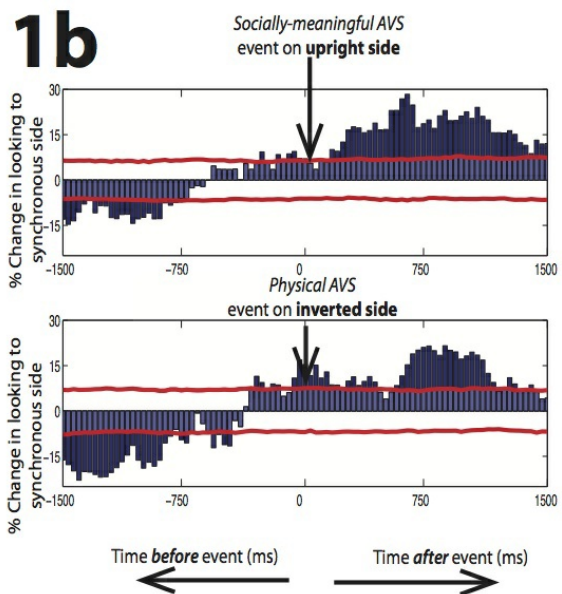 1b
Socially-meaningful AVS
event on upright side
% Change in looking to
synchronous side
30
15
0
-15
-1500
-750
0
750
1500
Physical AVS
event on inverted side
% Change in looking to
synchronous side
30
15
0
-15
-1500
-750
0
750
1500
Time before event (ms)
Time after event (ms)